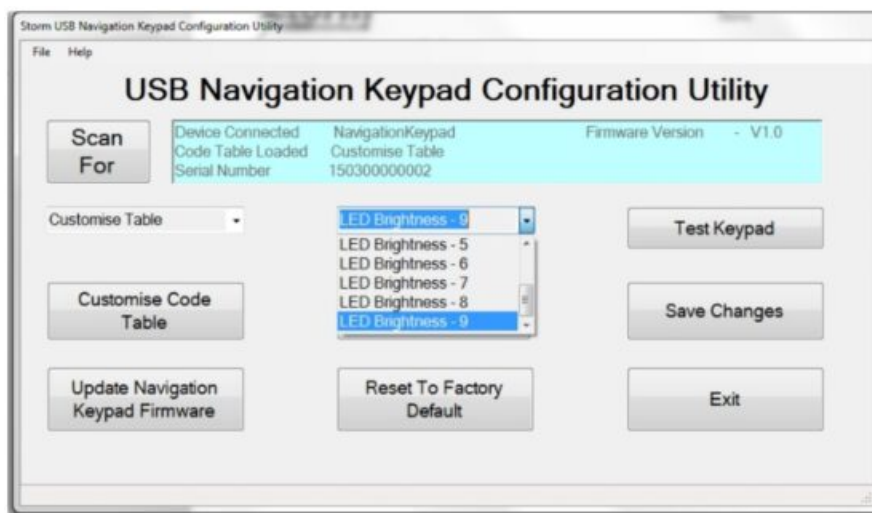 Storm USB Navigation Keypad Configuration Utility
File Help
USB Navigation Keypad Configuration Utility
Scan
For
Device Connected NavigationKeypad Firmware Version - V1.0
Code Table Loaded Customise Table
Serial Number 150300000002
Customise Table
LED Brightness - 9
LED Brightness - 5
LED Brightness - 6
LED Brightness - 7
LED Brightness - 8
LED Brightness - 9
Test Keypad
Customise Code
Table
Save Changes
Update Navigation
Keypad Firmware
Reset To Factory
Default
Exit